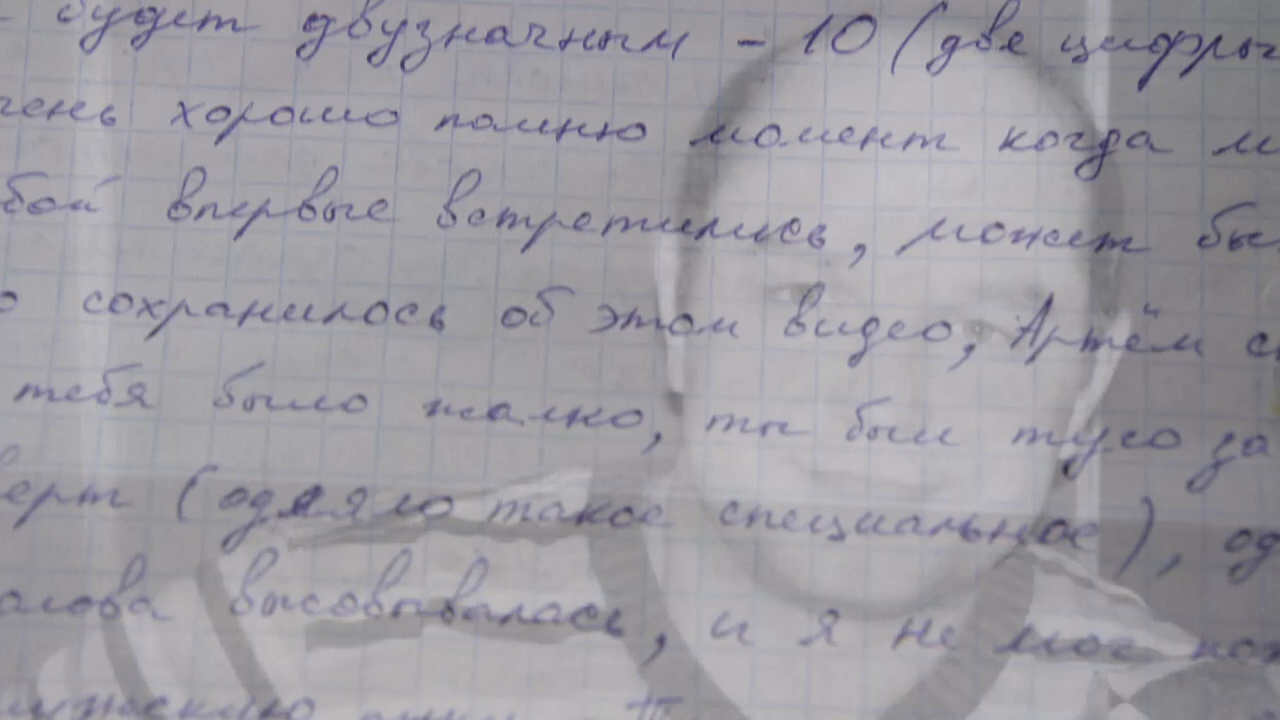 будет двузначным - 10 (две цифры
чень хорошо помню момент когда м
бой впервые встретились, может бы
о сохранилось об этом видео, Артём с
тебя было жалко, ты был туго за
верт (одеяло такое специальное), од
олова высовывалась, и я не мог по